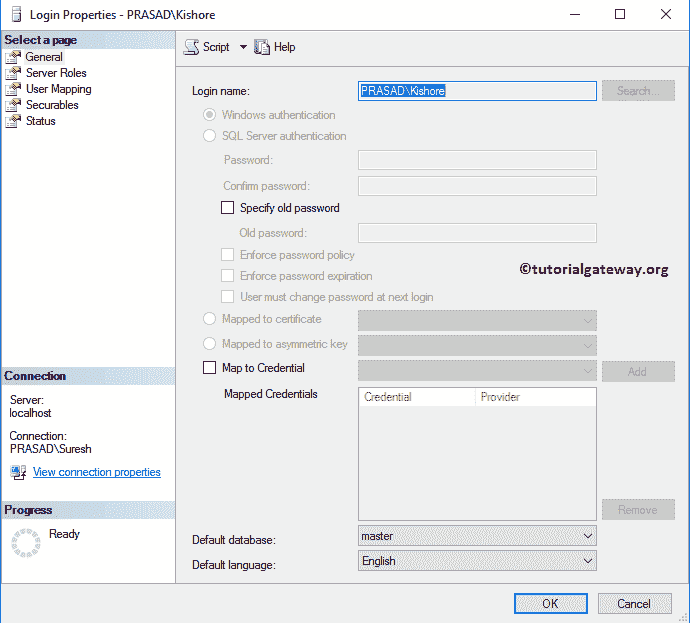 Login Properties - PRASAD\Kishore
Select a page
General
Server Roles
User Mapping
Securables
Status
Connection
Server:
localhost
Connection:
PRASAD\Suresh
View connection properties
Progress
Ready
Script Help
Login name: PRASAD\Kishore Search...
Windows authentication
SQL Server authentication
Password:
Confirm password:
Specify old password
Old password:
Enforce password policy
Enforce password expiration
User must change password at next login
©tutorialgateway.org
Mapped to certificate
Mapped to asymmetric key
Map to Credential Add
Mapped Credentials Credential Provider
Remove
Default database: master
Default language: English
OK Cancel